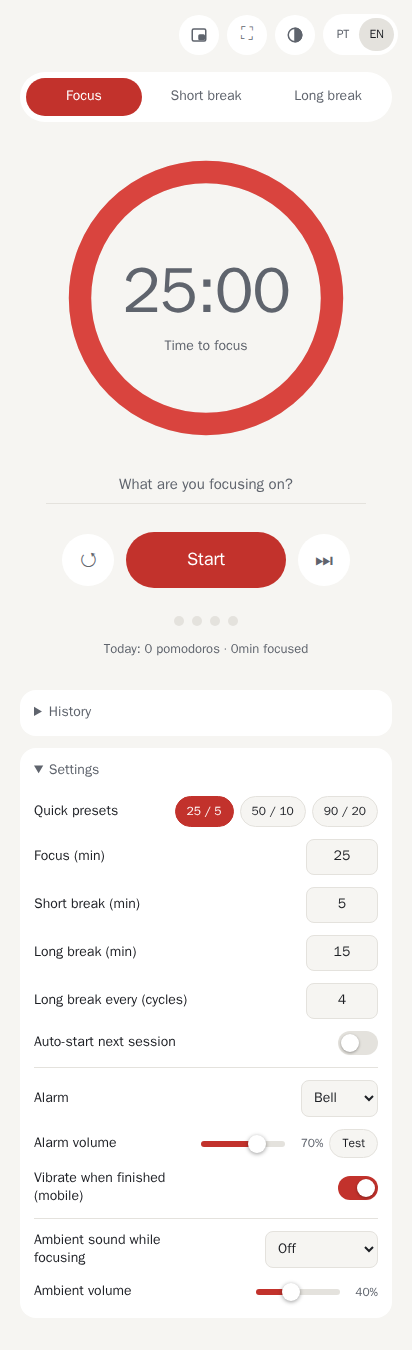 PT EN
Focus Short break Long break
25:00
Time to focus
What are you focusing on?
Start
Today: 0 pomodoros · 0min focused
History
Settings
Quick presets 25 / 5 50 / 10 90 / 20
Focus (min) 25
Short break (min) 5
Long break (min) 15
Long break every (cycles) 4
Auto-start next session
Alarm Bell
Alarm volume 70% Test
Vibrate when finished
(mobile)
Ambient sound while
focusing Off
Ambient volume 40%